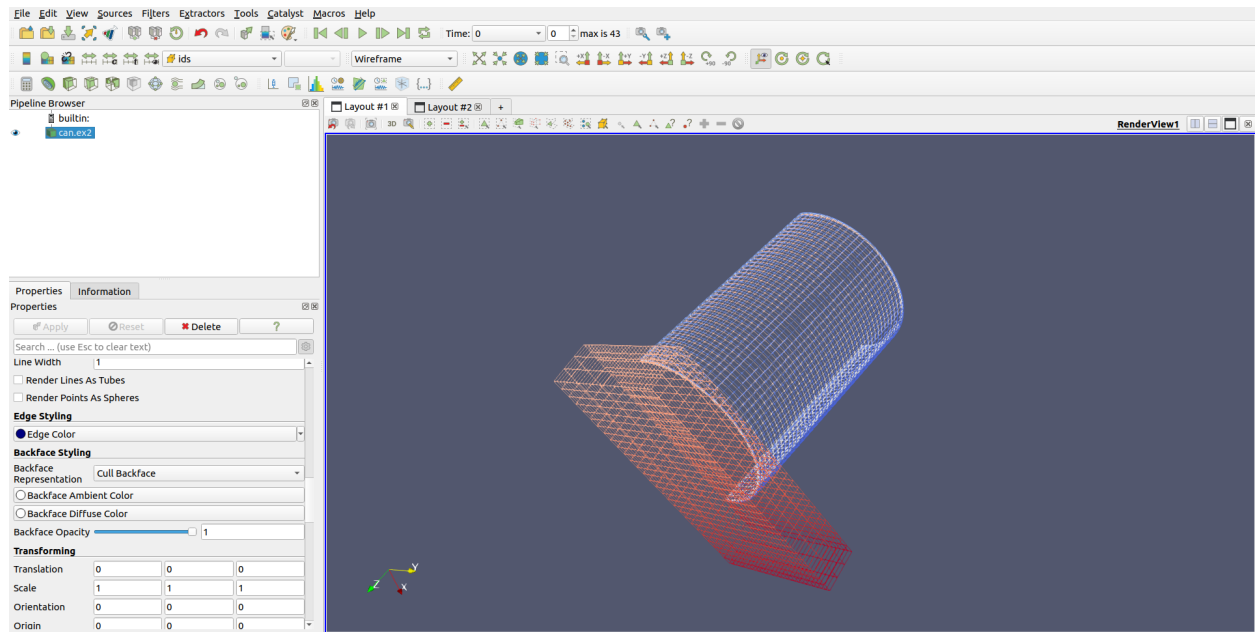 File Edit View Sources Filters Extractors Tools Catalyst Macros Help
Time: 0 0 max is 43
ids Wireframe +X -X +Y -Y +Z -Z +90 -90
Pipeline Browser
builtin:
can.ex2
Layout #1 Layout #2 +
3D RenderView1
Properties Information
Properties
Apply Reset Delete ?
Search ... (use Esc to clear text)
Line Width 1
Render Lines As Tubes
Render Points As Spheres
Edge Styling
Edge Color
Backface Styling
Backface Representation Cull Backface
Backface Ambient Color
Backface Diffuse Color
Backface Opacity 1
Transforming
Translation 0 0 0
Scale 1 1 1
Orientation 0 0 0
Origin 0 0 0
Y
Z X